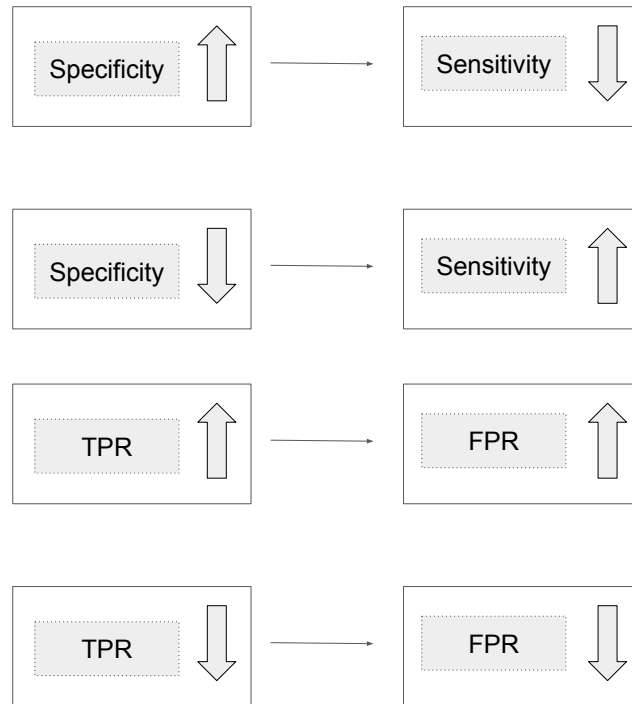 Specificity
Sensitivity
Specificity
Sensitivity
TPR
FPR
TPR
FPR